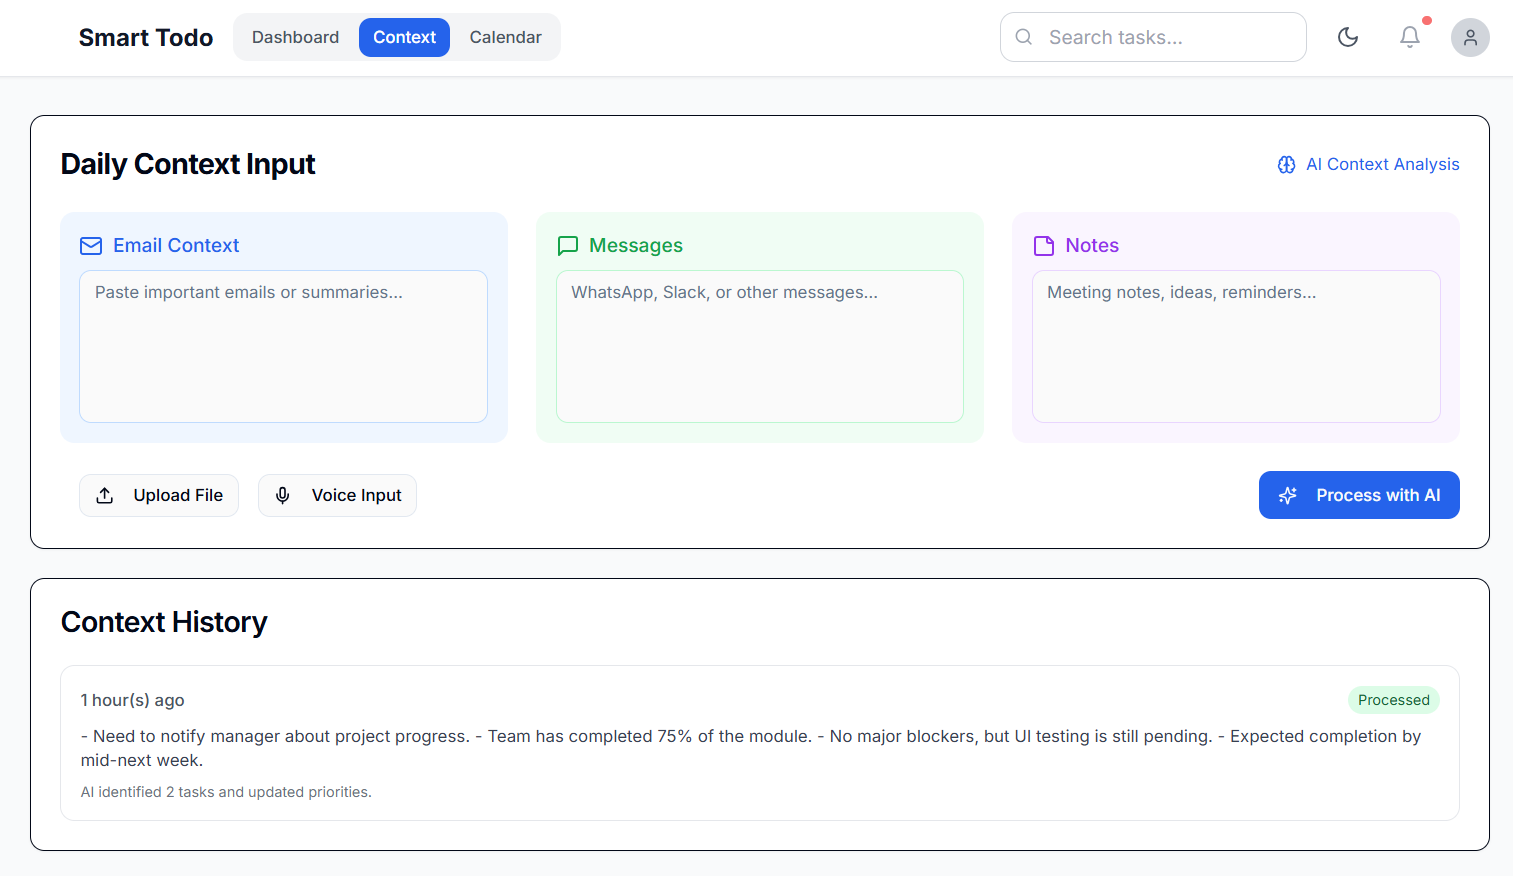 Smart Todo
Dashboard
Context
Calendar
Search tasks...
Daily Context Input
AI Context Analysis
Email Context
Paste important emails or summaries...
Messages
WhatsApp, Slack, or other messages...
Notes
Meeting notes, ideas, reminders...
Upload File
Voice Input
Process with AI
Context History
1 hour(s) ago
Processed
- Need to notify manager about project progress. - Team has completed 75% of the module. - No major blockers, but UI testing is still pending. - Expected completion by
mid-next week.
AI identified 2 tasks and updated priorities.